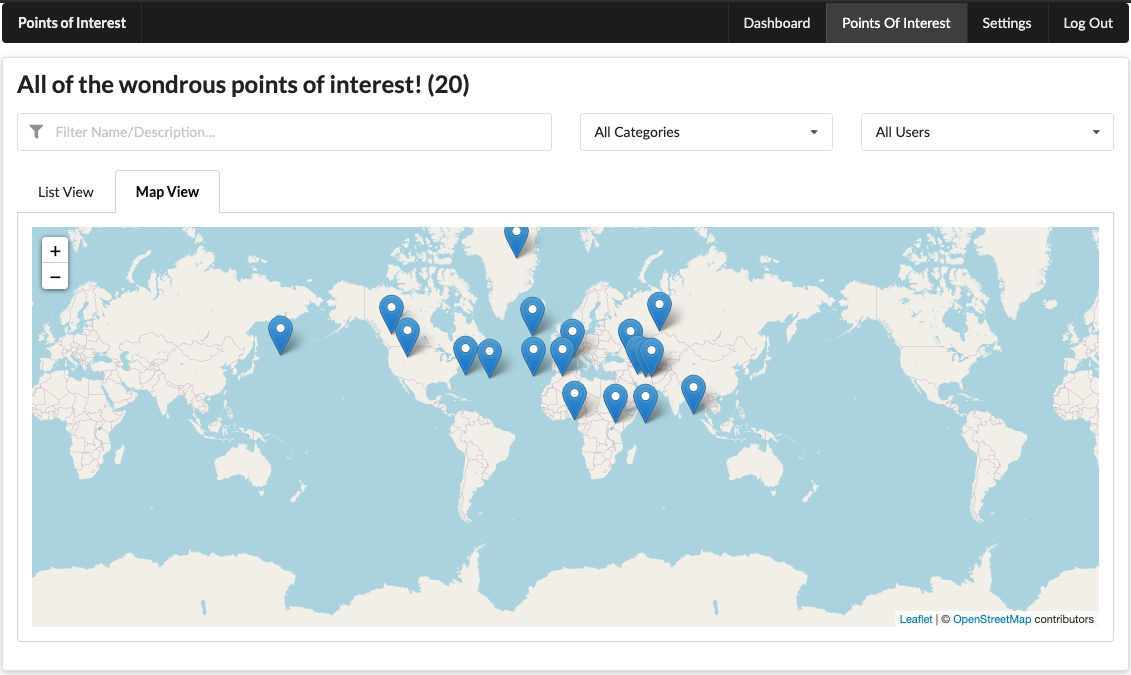 Points of Interest Dashboard Points Of Interest Settings Log Out
All of the wondrous points of interest! (20)
Filter Name/Description... All Categories All Users
List View Map View
+
−
Leaflet | © OpenStreetMap contributors